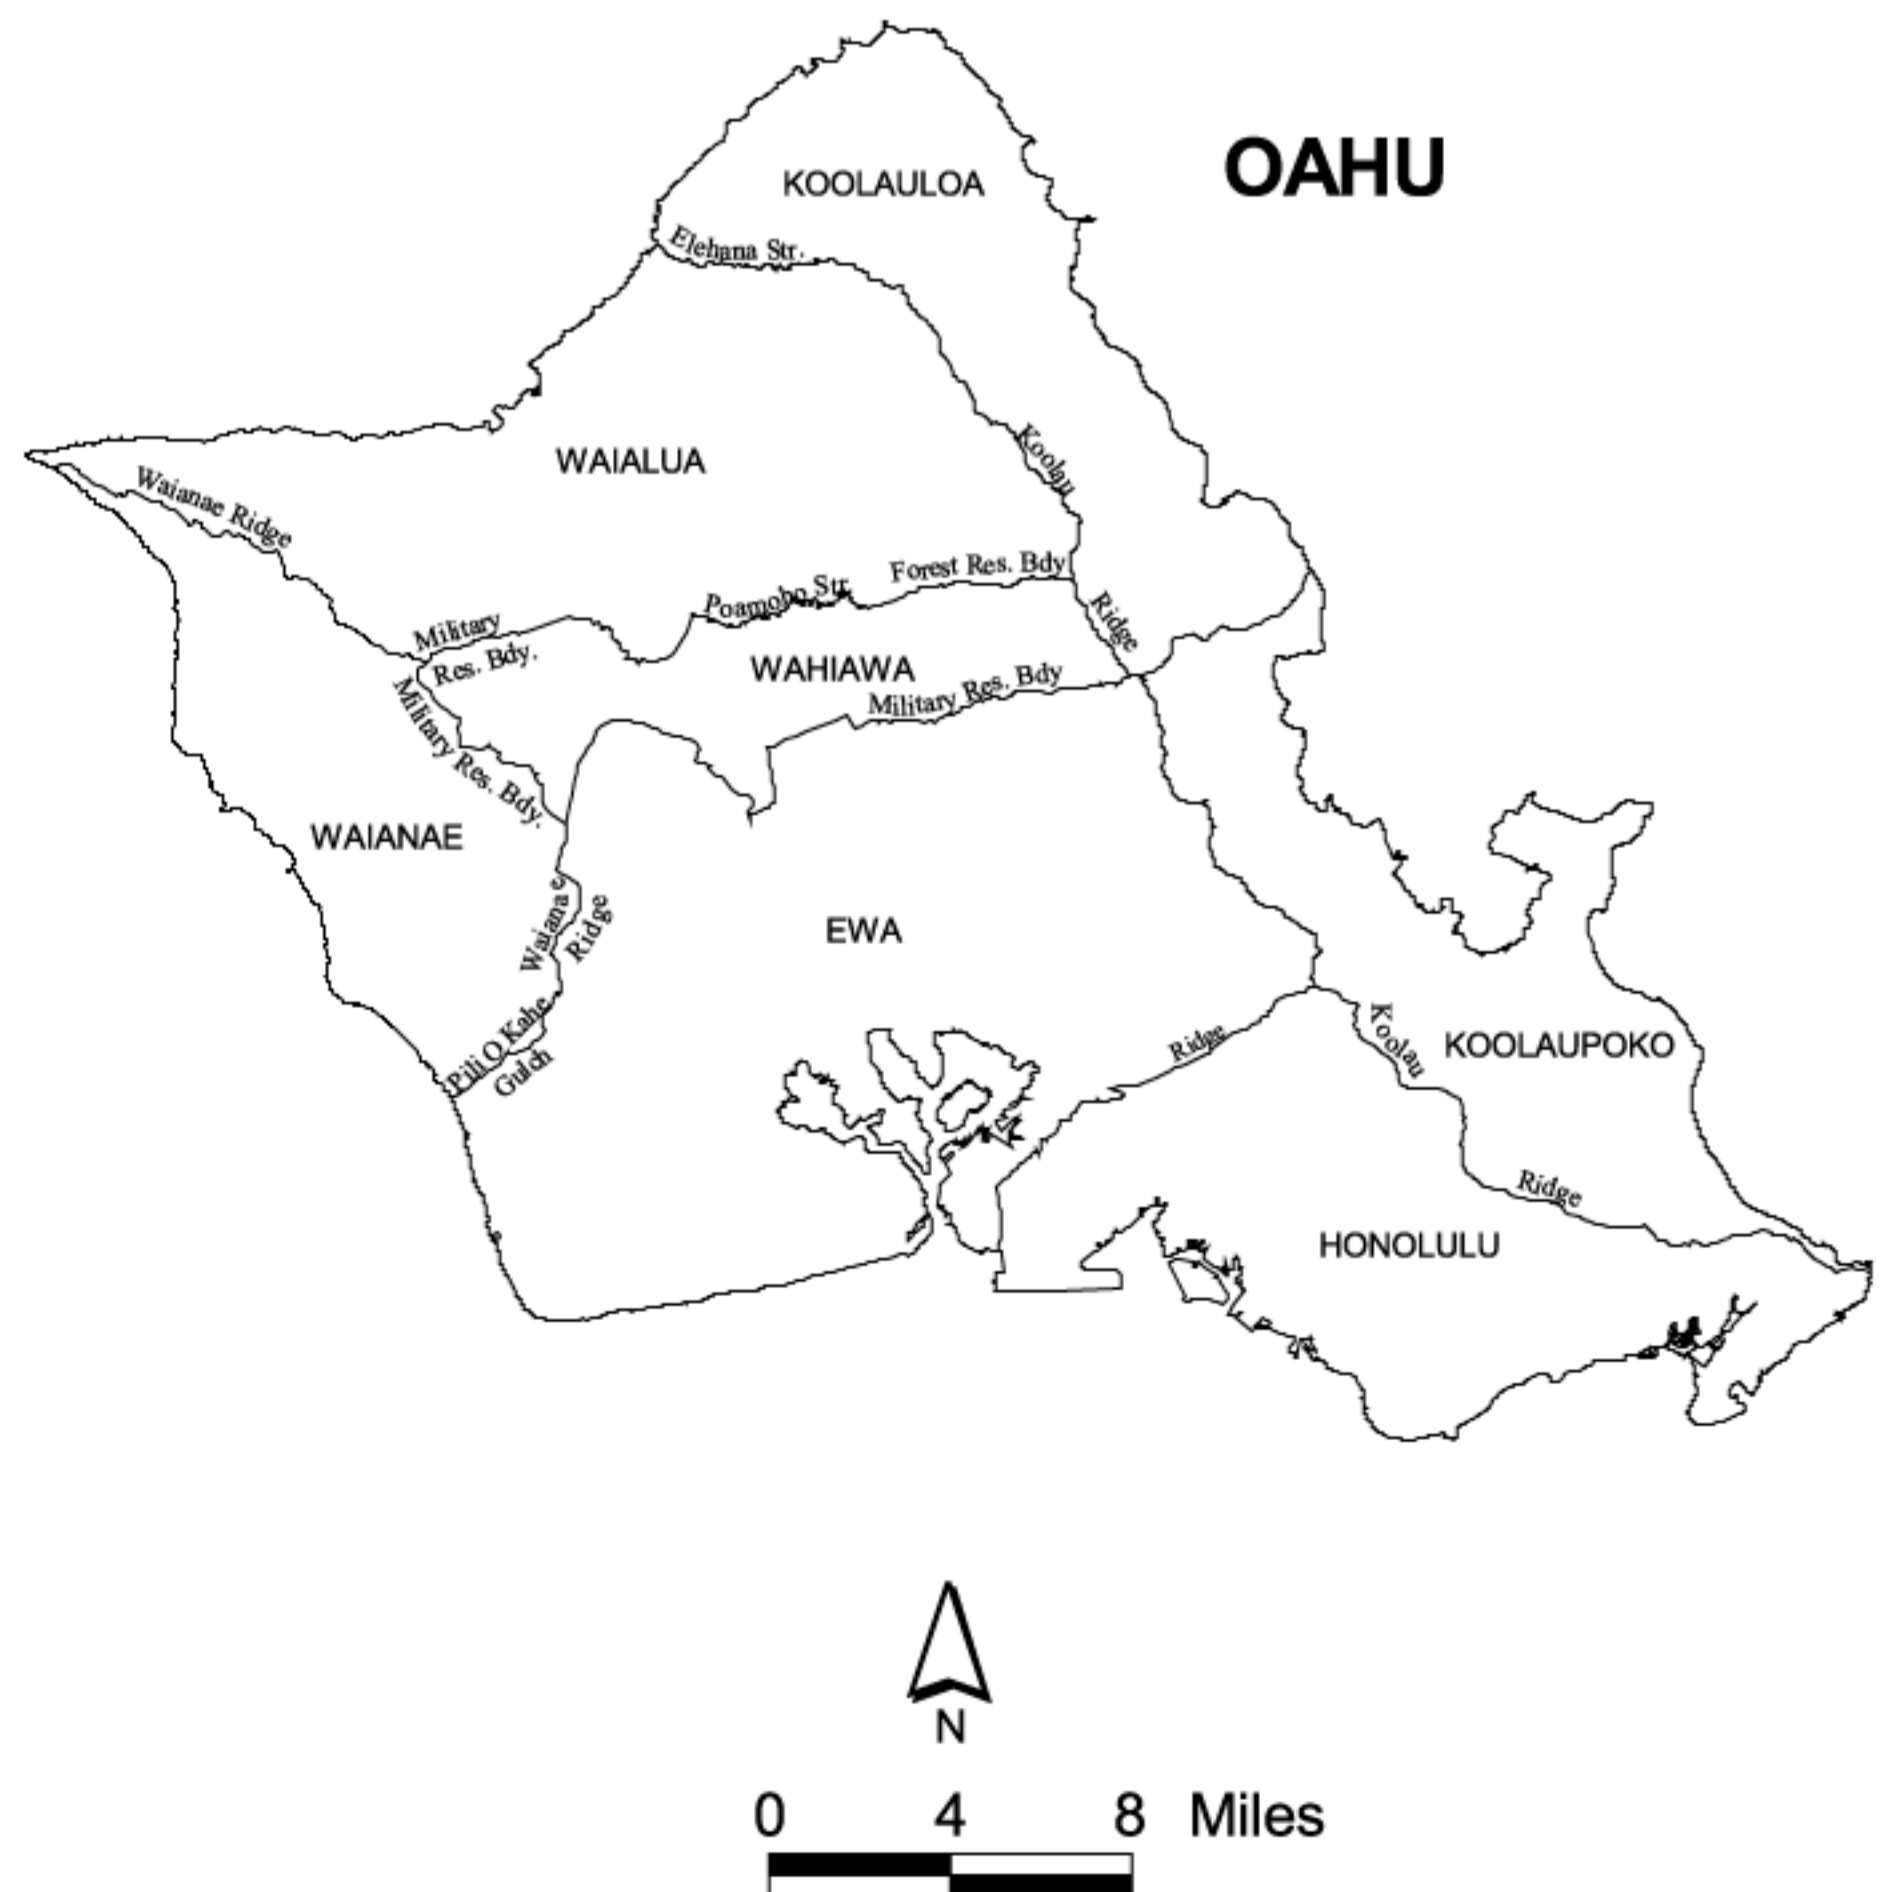 OAHU
KOOLAULOA
Elehana Str.
WAIALUA
Koolau
Waianae Ridge
Forest Res. Bdy
Poamoho Str.
Ridge
Military
Res. Bdy.
WAHIAWA
Military Res. Bdy
Military Res. Bdy.
WAIANAE
Waianae
Ridge
EWA
Pili O Kahe
Gulch
Ridge
Koolau
KOOLAUPOKO
Ridge
HONOLULU
N
0 4 8 Miles